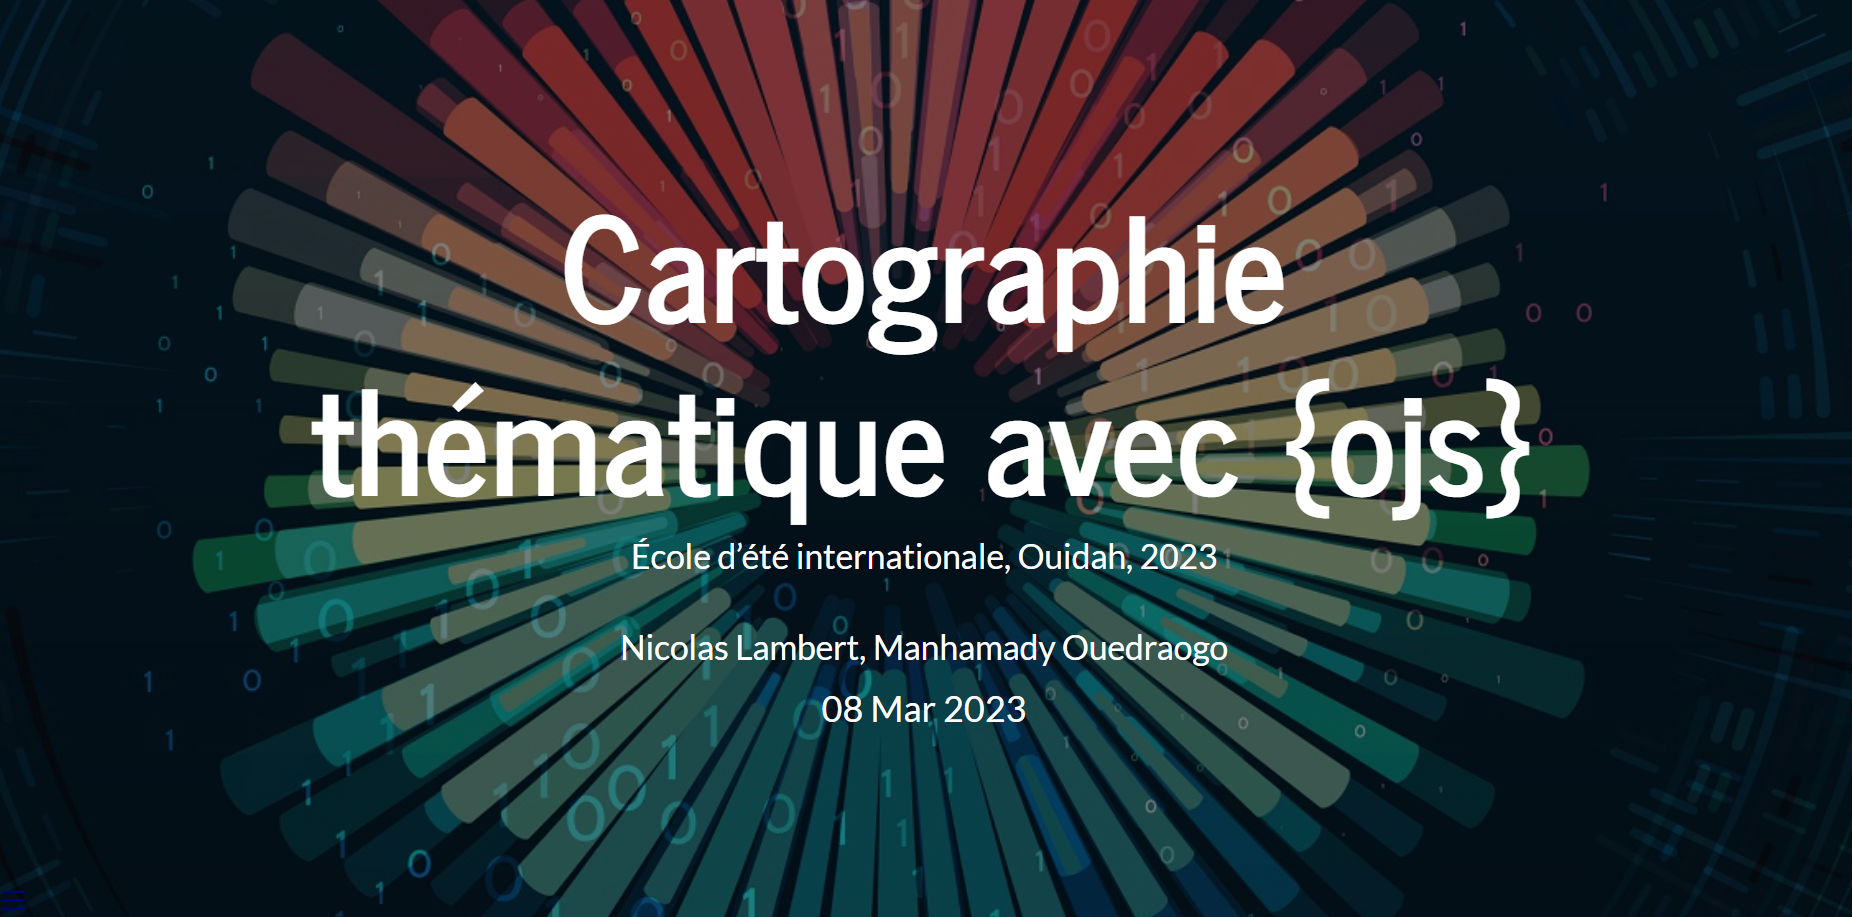 Cartographie
thématique avec {ojs}
École d’été internationale, Ouidah, 2023
Nicolas Lambert, Manhamady Ouedraogo
08 Mar 2023